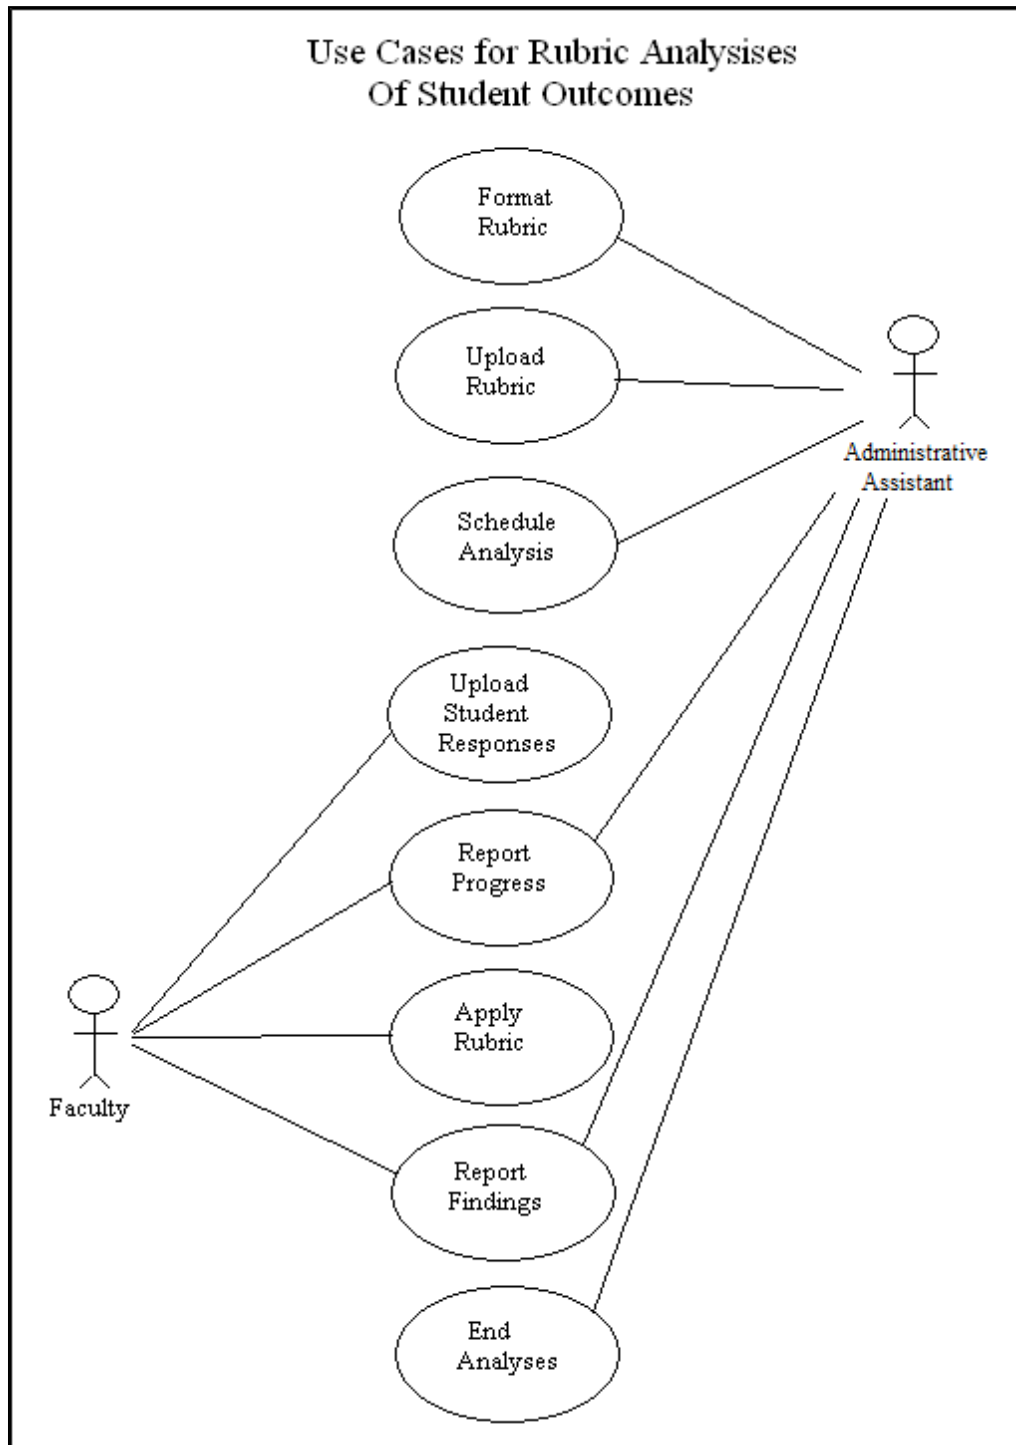 Use Cases for Rubric Analysises
Of Student Outcomes
Format
Rubric
Upload
Rubric
Administrative
Assistant
Schedule
Analysis
Upload
Student
Responses
Report
Progress
Apply
Rubric
Faculty
Report
Findings
End
Analyses